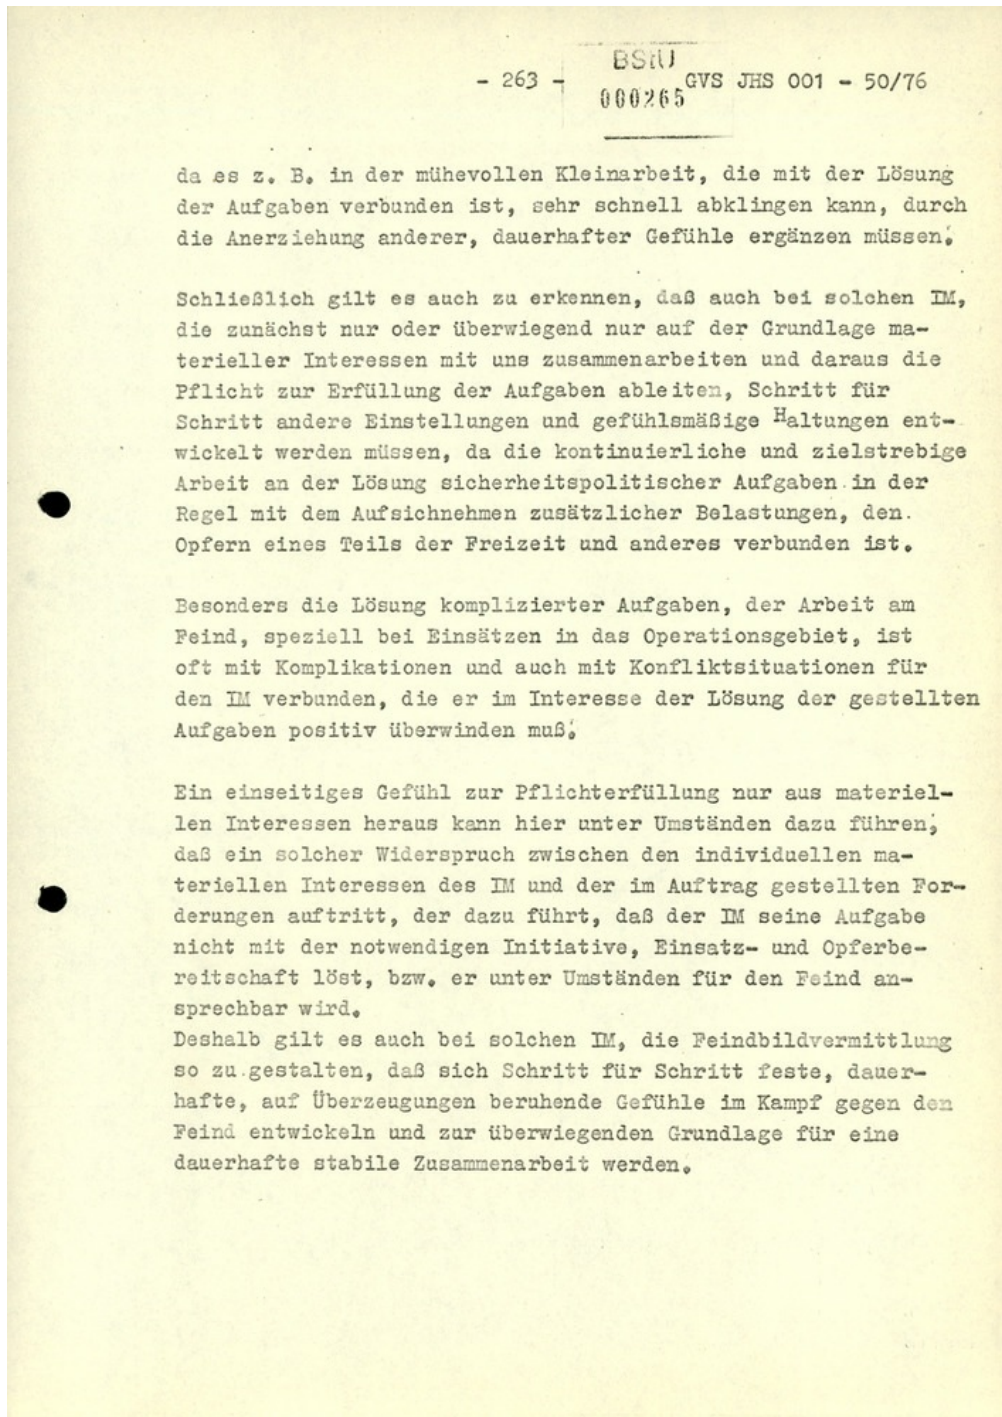 BStU
- 263 - GVS JHS 001 - 50/76
000265
da es z. B. in der mühevollen Kleinarbeit, die mit der Lösung
der Aufgaben verbunden ist, sehr schnell abklingen kann, durch
die Anerziehung anderer, dauerhafter Gefühle ergänzen müssen.
Schließlich gilt es auch zu erkennen, daß auch bei solchen IM,
die zunächst nur oder überwiegend nur auf der Grundlage ma-
terieller Interessen mit uns zusammenarbeiten und daraus die
Pflicht zur Erfüllung der Aufgaben ableiten, Schritt für
Schritt andere Einstellungen und gefühlsmäßige Haltungen ent-
wickelt werden müssen, da die kontinuierliche und zielstrebige
Arbeit an der Lösung sicherheitspolitischer Aufgaben in der
Regel mit dem Aufsichnehmen zusätzlicher Belastungen, den
Opfern eines Teils der Freizeit und anderes verbunden ist.
Besonders die Lösung komplizierter Aufgaben, der Arbeit am
Feind, speziell bei Einsätzen in das Operationsgebiet, ist
oft mit Komplikationen und auch mit Konfliktsituationen für
den IM verbunden, die er im Interesse der Lösung der gestellten
Aufgaben positiv überwinden muß.
Ein einseitiges Gefühl zur Pflichterfüllung nur aus materiel-
len Interessen heraus kann hier unter Umständen dazu führen,
daß ein solcher Widerspruch zwischen den individuellen ma-
teriellen Interessen des IM und der im Auftrag gestellten For-
derungen auftritt, der dazu führt, daß der IM seine Aufgabe
nicht mit der notwendigen Initiative, Einsatz- und Opferbe-
reitschaft löst, bzw. er unter Umständen für den Feind an-
sprechbar wird.
Deshalb gilt es auch bei solchen IM, die Feindbildvermittlung
so zu gestalten, daß sich Schritt für Schritt feste, dauer-
hafte, auf Überzeugungen beruhende Gefühle im Kampf gegen den
Feind entwickeln und zur überwiegenden Grundlage für eine
dauerhafte stabile Zusammenarbeit werden.